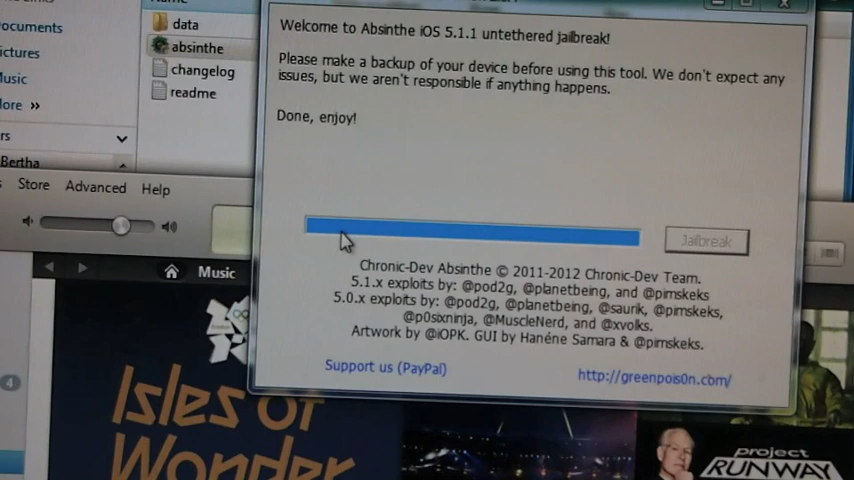 data
absinthe
changelog
readme
ocuments
ictures
usic
ore »
Bertha
Store Advanced Help
Music
4
Welcome to Absinthe iOS 5.1.1 untethered jailbreak!
Please make a backup of your device before using this tool. We don't expect any
issues, but we aren't responsible if anything happens.
Done, enjoy!
Jailbreak
Chronic-Dev Absinthe © 2011-2012 Chronic-Dev Team.
5.1.x exploits by: @pod2g, @planetbeing, and @pimskeks
5.0.x exploits by: @pod2g, @planetbeing, @saurik, @pimskeks,
@p0sixninja, @MuscleNerd, and @xvolks.
Artwork by @iOPK. GUI by Hanéne Samara & @pimskeks.
Support us (PayPal)
http://greenpois0n.com/
Isles of
Wonder
project
RUNWAY